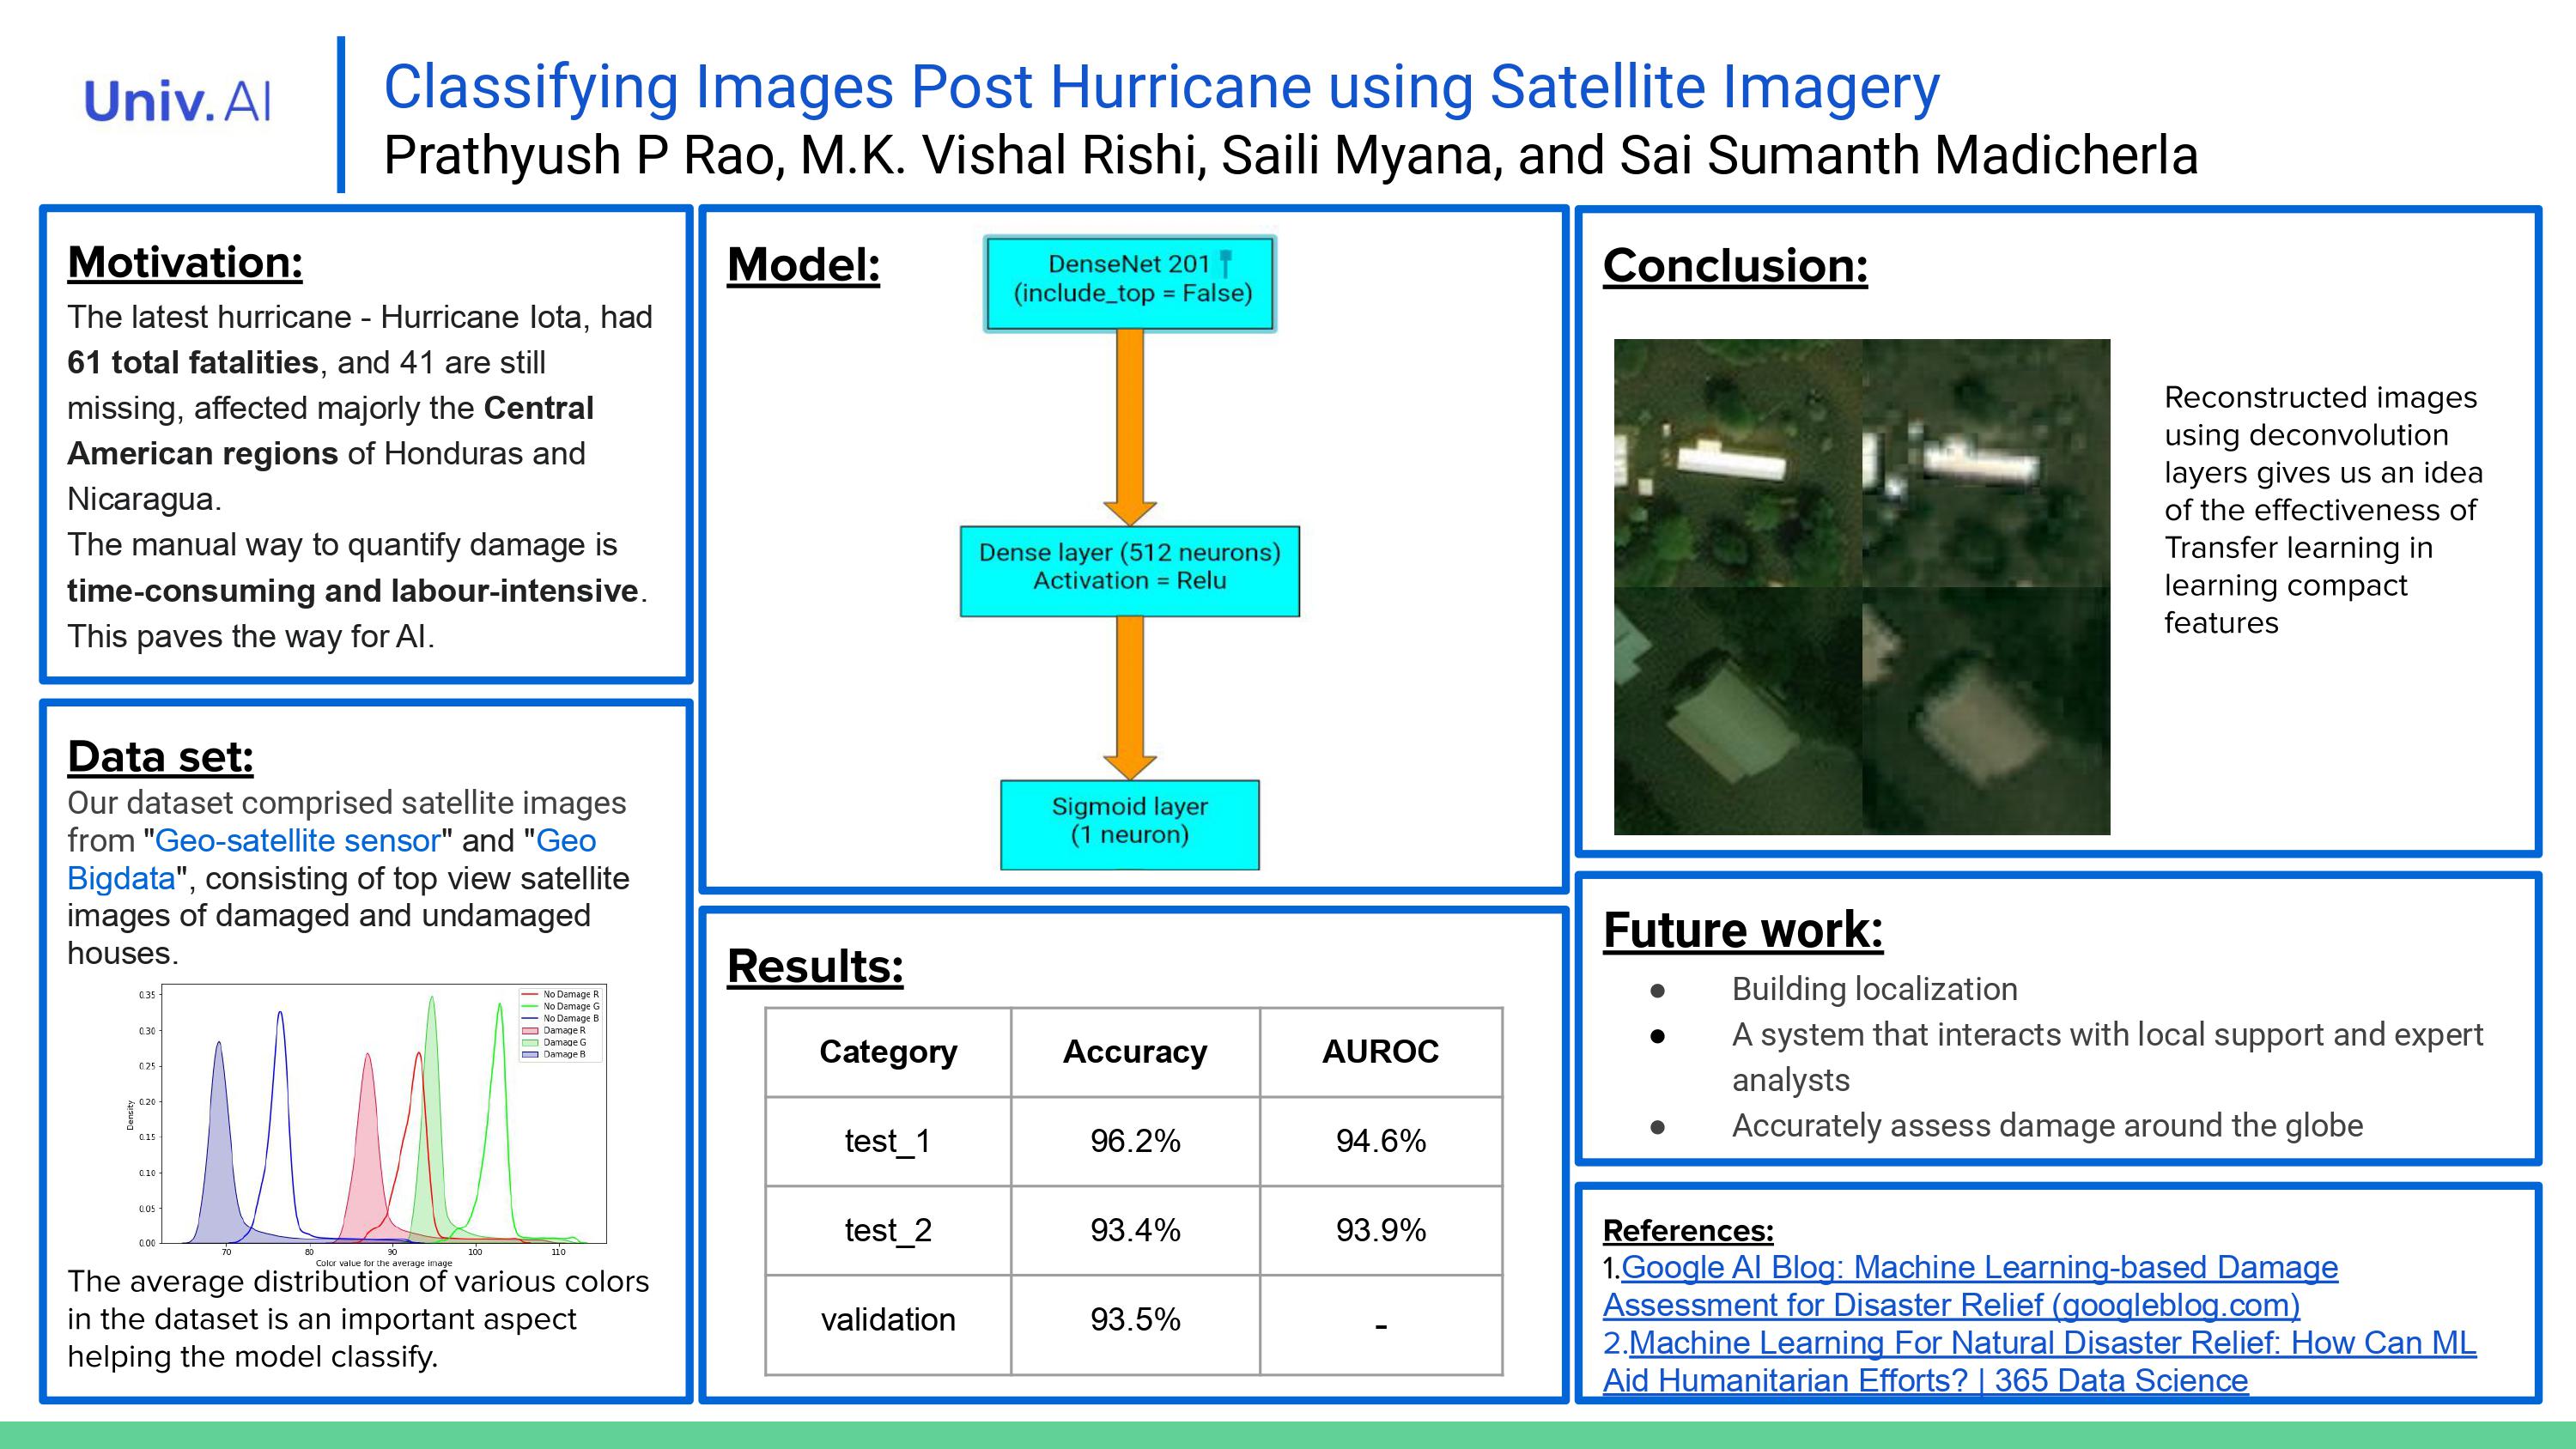 Univ.AI
Classifying Images Post Hurricane using Satellite Imagery
Prathyush P Rao, M.K. Vishal Rishi, Saili Myana, and Sai Sumanth Madicherla
Motivation:
The latest hurricane - Hurricane Iota, had
61 total fatalities, and 41 are still
missing, affected majorly the Central
American regions of Honduras and
Nicaragua.
The manual way to quantify damage is
time-consuming and labour-intensive.
This paves the way for AI.
Data set:
Our dataset comprised satellite images
from "Geo-satellite sensor" and "Geo
Bigdata", consisting of top view satellite
images of damaged and undamaged
houses.
0.35
0.30
0.25
0.20
0.15
0.10
0.05
0.00
Density
70 80 90 100 110
Color value for the average image
No Damage R
No Damage G
No Damage B
Damage R
Damage G
Damage B
The average distribution of various colors
in the dataset is an important aspect
helping the model classify.
Model:
DenseNet 201
(include_top = False)
Dense layer (512 neurons)
Activation = Relu
Sigmoid layer
(1 neuron)
Results:
Category Accuracy AUROC
test_1 96.2% 94.6%
test_2 93.4% 93.9%
validation 93.5% -
Conclusion:
Reconstructed images
using deconvolution
layers gives us an idea
of the effectiveness of
Transfer learning in
learning compact
features
Future work:
● Building localization
● A system that interacts with local support and expert
analysts
● Accurately assess damage around the globe
References:
1.Google AI Blog: Machine Learning-based Damage
Assessment for Disaster Relief (googleblog.com)
2.Machine Learning For Natural Disaster Relief: How Can ML
Aid Humanitarian Efforts? | 365 Data Science